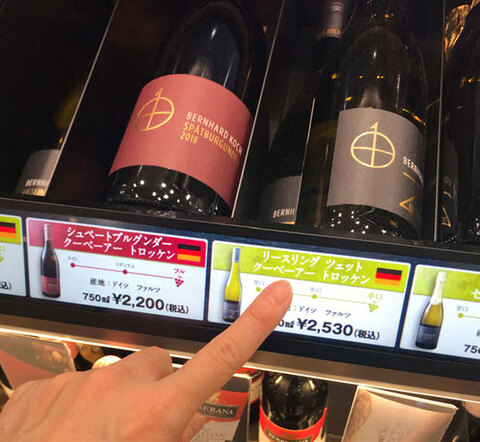 BERNHARD KOCH
SPÄTBURGUNDER
2016
BERNHAR
BERNHAR
シュペートブルグンダー
クーベーアー トロッケン
ライト
ミディアム
フル
産地：ドイツ ファルツ
750㎖ ¥2,200(税込)
リースリング ツェット
クーベーアー トロッケン
甘口
中口
辛口
産地：ドイツ ファルツ
¥2,530(税込)
甘口
750